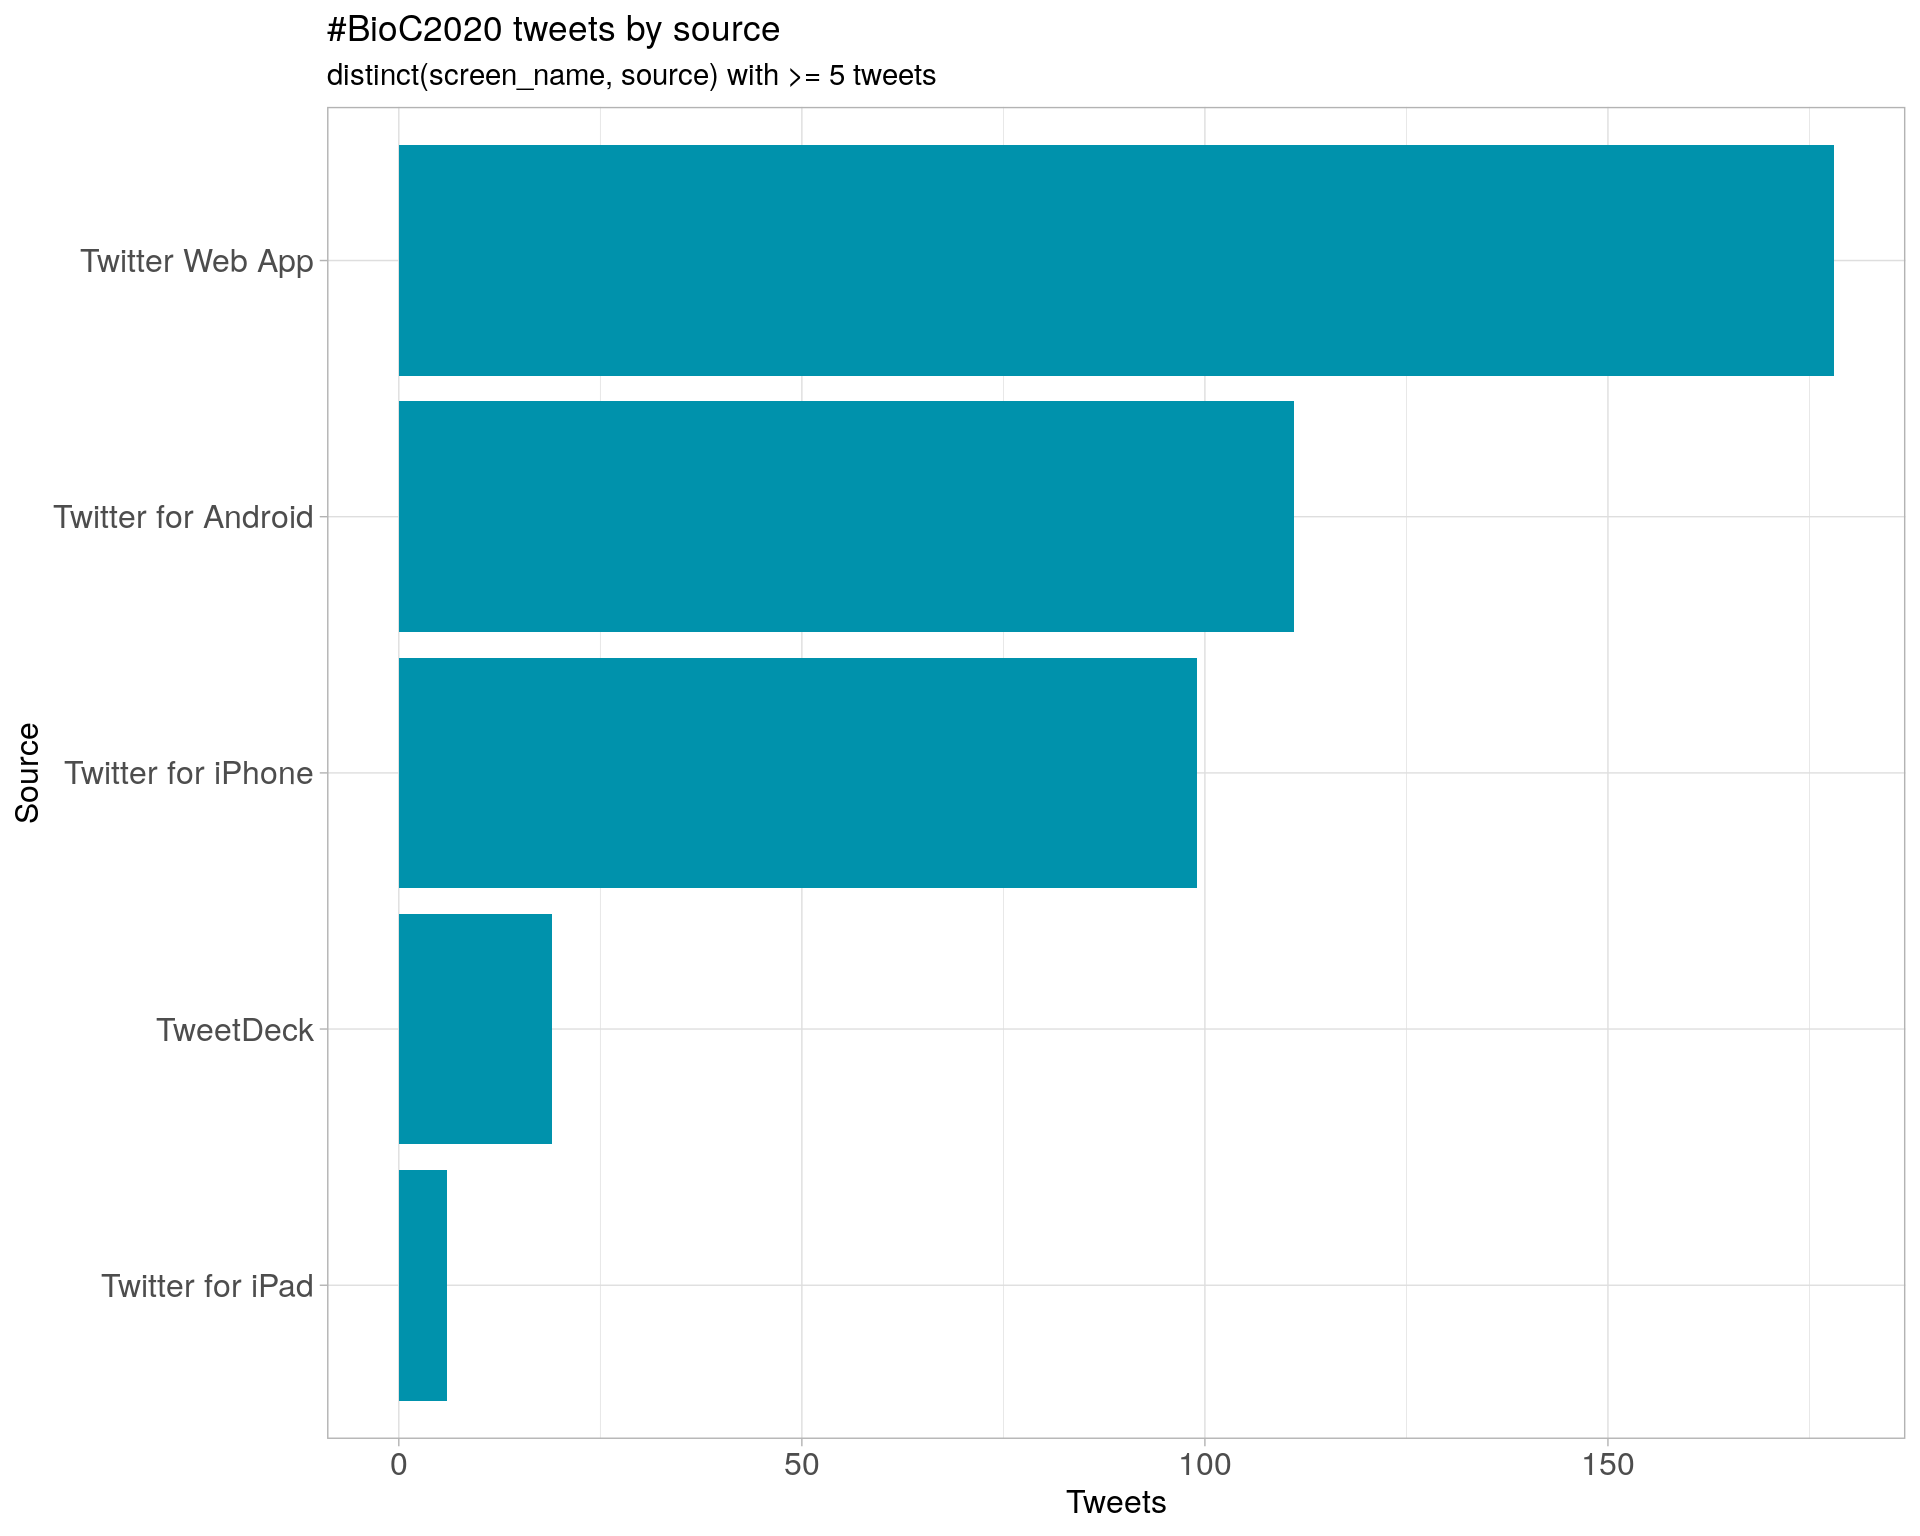 #BioC2020 tweets by source
distinct(screen_name, source) with >= 5 tweets
Source
Twitter Web App
Twitter for Android
Twitter for iPhone
TweetDeck
Twitter for iPad
0 50 100 150
Tweets